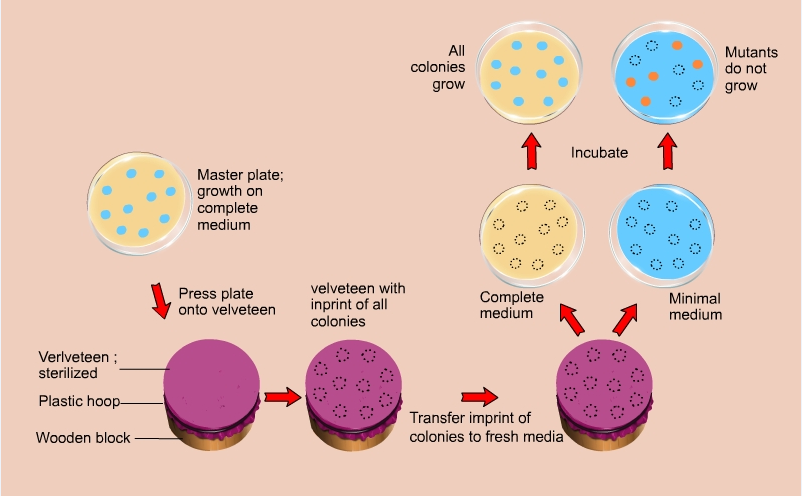 Master plate;
growth on
complete
medium
Press plate
onto velveteen
Verlveteen ;
sterilized
Plastic hoop
Wooden block
velveteen with
inprint of all
colonies
Transfer imprint of
colonies to fresh media
Complete
medium
Minimal
medium
Incubate
All
colonies
grow
Mutants
do not
grow